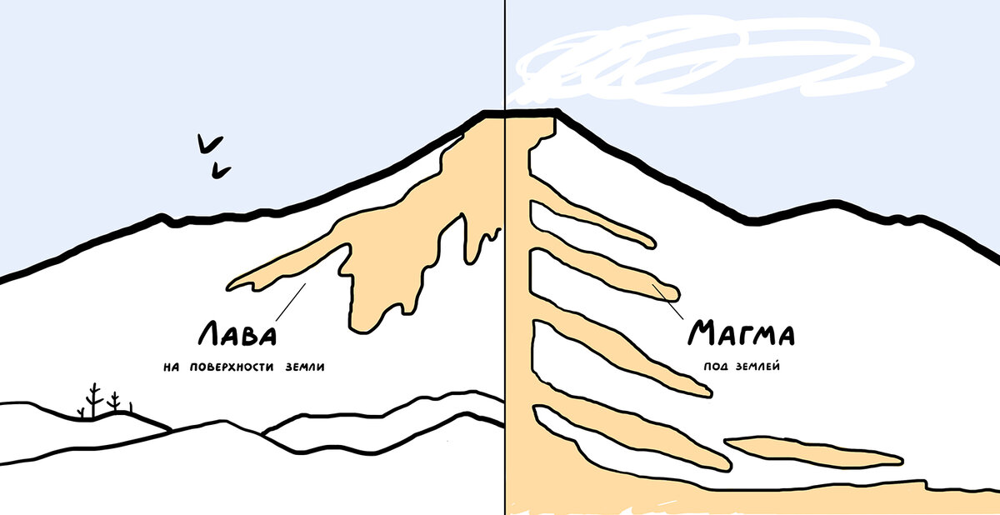 Лава
на поверхности земли
Магма
под землей